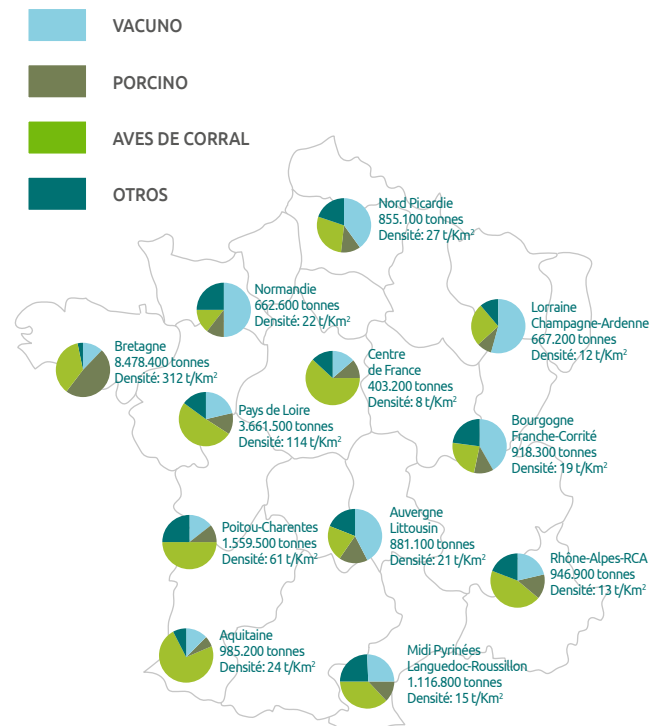 VACUNO
PORCINO
AVES DE CORRAL
OTROS
Nord Picardie
855.100 tonnes
Densité: 27 t/Km²
Normandie
662.600 tonnes
Densité: 22 t/Km²
Lorraine
Champagne-Ardenne
667.200 tonnes
Densité: 12 t/Km²
Bretagne
8.478.400 tonnes
Densité: 312 t/Km²
Centre
de France
403.200 tonnes
Densité: 8 t/Km²
Pays de Loire
3.661.500 tonnes
Densité: 114 t/Km²
Bourgogne
Franche-Corrité
918.300 tonnes
Densité: 19 t/Km²
Poitou-Charentes
1.559.500 tonnes
Densité: 61 t/Km²
Auvergne
Littousin
881.100 tonnes
Densité: 21 t/Km²
Rhône-Alpes-RCA
946.900 tonnes
Densité: 13 t/Km²
Aquitaine
985.200 tonnes
Densité: 24 t/Km²
Midi Pyrinées
Languedoc-Roussillon
1.116.800 tonnes
Densité: 15 t/Km²